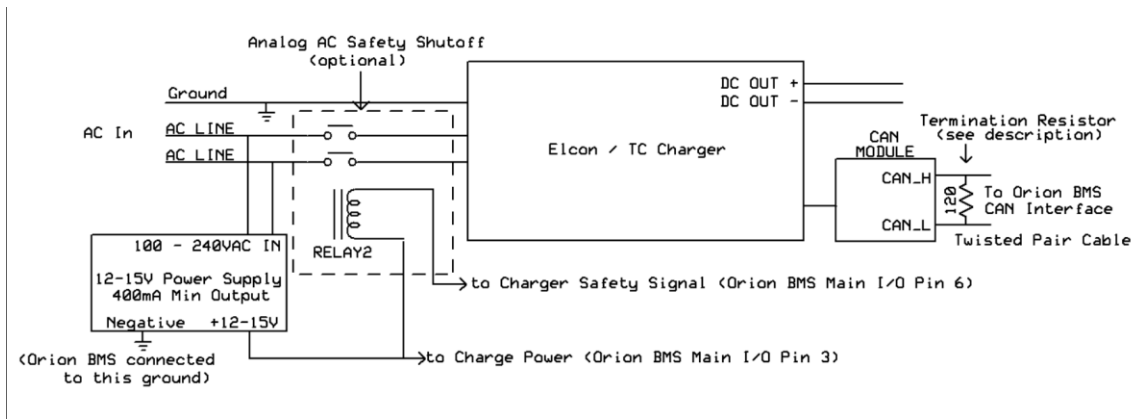 Analog AC Safety Shutoff
(optional)
Ground
AC In
AC LINE
AC LINE
RELAY2
Elcon / TC Charger
DC OUT +
DC OUT -
Termination Resistor
(see description)
CAN
MODULE
CAN_H
CAN_L
120
To Orion BMS
CAN Interface
Twisted Pair Cable
100 - 240VAC IN
12-15V Power Supply
400mA Min Output
Negative +12-15V
(Orion BMS connected
to this ground)
to Charger Safety Signal (Orion BMS Main I/O Pin 6)
to Charge Power (Orion BMS Main I/O Pin 3)